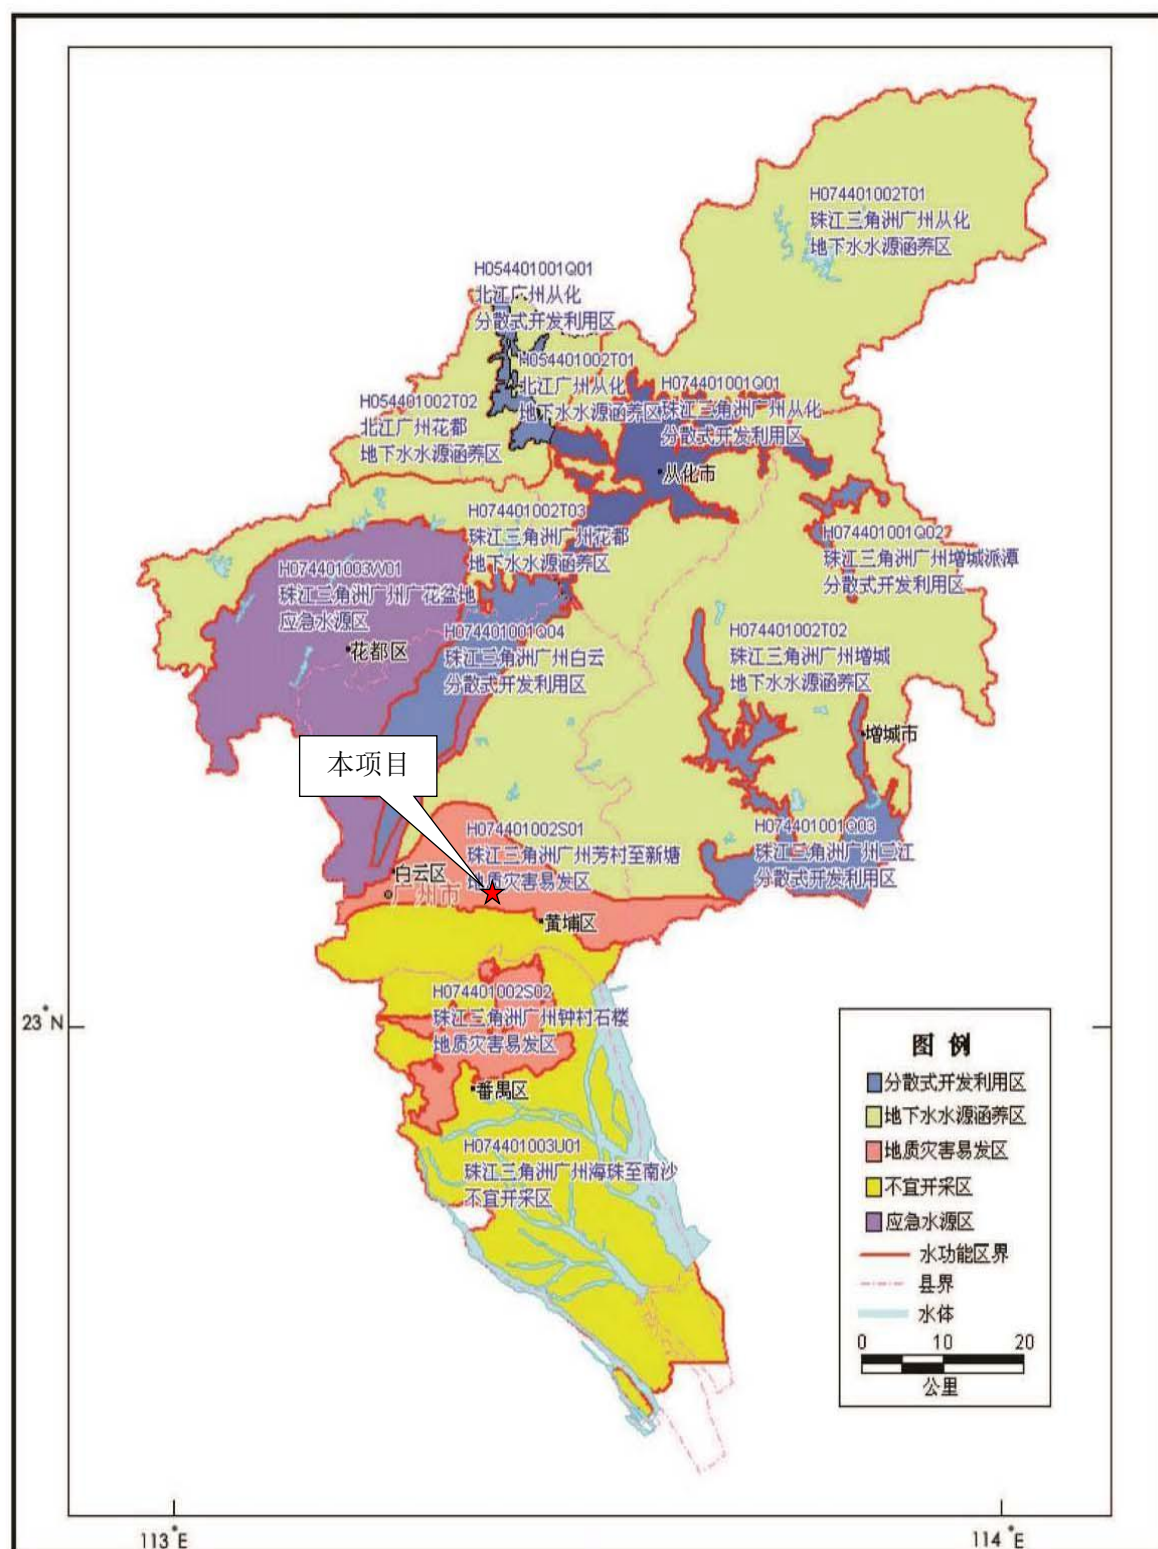 H074401002T01
珠江三角洲广州从化
地下水水源涵养区
H054401001Q01
北江广州从化
分散式开发利用区
H054401002T01
北江广州从化
地下水水源涵养区
H074401001Q01
珠江三角洲广州从化
分散式开发利用区
H054401002T02
北江广州花都
地下水水源涵养区
从化市
H074401002T03
珠江三角洲广州花都
地下水水源涵养区
H074401001Q02
珠江三角洲广州增城派潭
分散式开发利用区
H074401003W01
珠江三角洲广州广花盆地
应急水源区
花都区
H074401001Q04
珠江三角洲广州白云
分散式开发利用区
H074401002T02
珠江三角洲广州增城
地下水水源涵养区
增城市
本项目
H074401002S01
珠江三角洲广州芳村至新塘
地质灾害易发区
H074401001Q03
珠江三角洲广州三江
分散式开发利用区
白云区
广州市
黄埔区
H074401002S02
珠江三角洲广州钟村石楼
地质灾害易发区
23°N
番禺区
H074401003U01
珠江三角洲广州海珠至南沙
不宜开采区
图 例
分散式开发利用区
地下水水源涵养区
地质灾害易发区
不宜开采区
应急水源区
水功能区界
县界
水体
0 10 20
公里
113°E
114°E